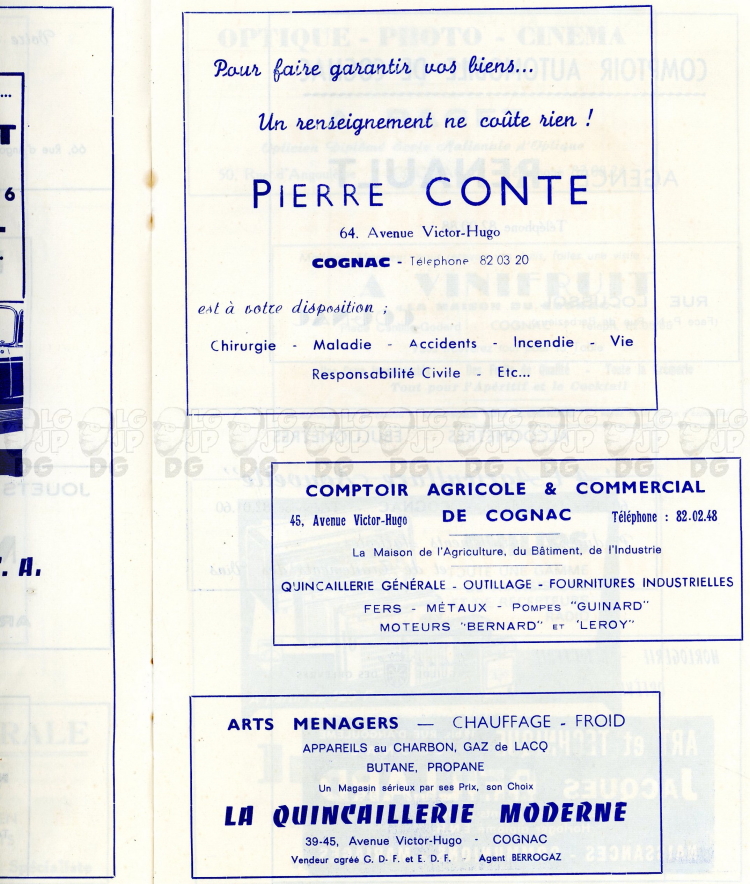 Pour faire garantir vos biens...
Un renseignement ne coûte rien !
PIERRE CONTE
64, Avenue Victor-Hugo
COGNAC - Téléphone 82 03 20
est à votre disposition ;
Chirurgie - Maladie - Accidents - Incendie - Vie
Responsabilité Civile - Etc...
COMPTOIR AGRICOLE & COMMERCIAL
45, Avenue Victor-Hugo DE COGNAC Téléphone : 82.02.48
La Maison de l'Agriculture, du Bâtiment, de l'Industrie
QUINCAILLERIE GÉNÉRALE - OUTILLAGE - FOURNITURES INDUSTRIELLES
FERS - MÉTAUX - POMPES "GUINARD"
MOTEURS "BERNARD" ET "LEROY"
ARTS MENAGERS — CHAUFFAGE - FROID
APPAREILS au CHARBON, GAZ de LACQ
BUTANE, PROPANE
Un Magasin sérieux par ses Prix, son Choix
LA QUINCAILLERIE MODERNE
39-45, Avenue Victor-Hugo - COGNAC
Vendeur agréé G. D- F. et E. D. F. - Agent BERROGAZ